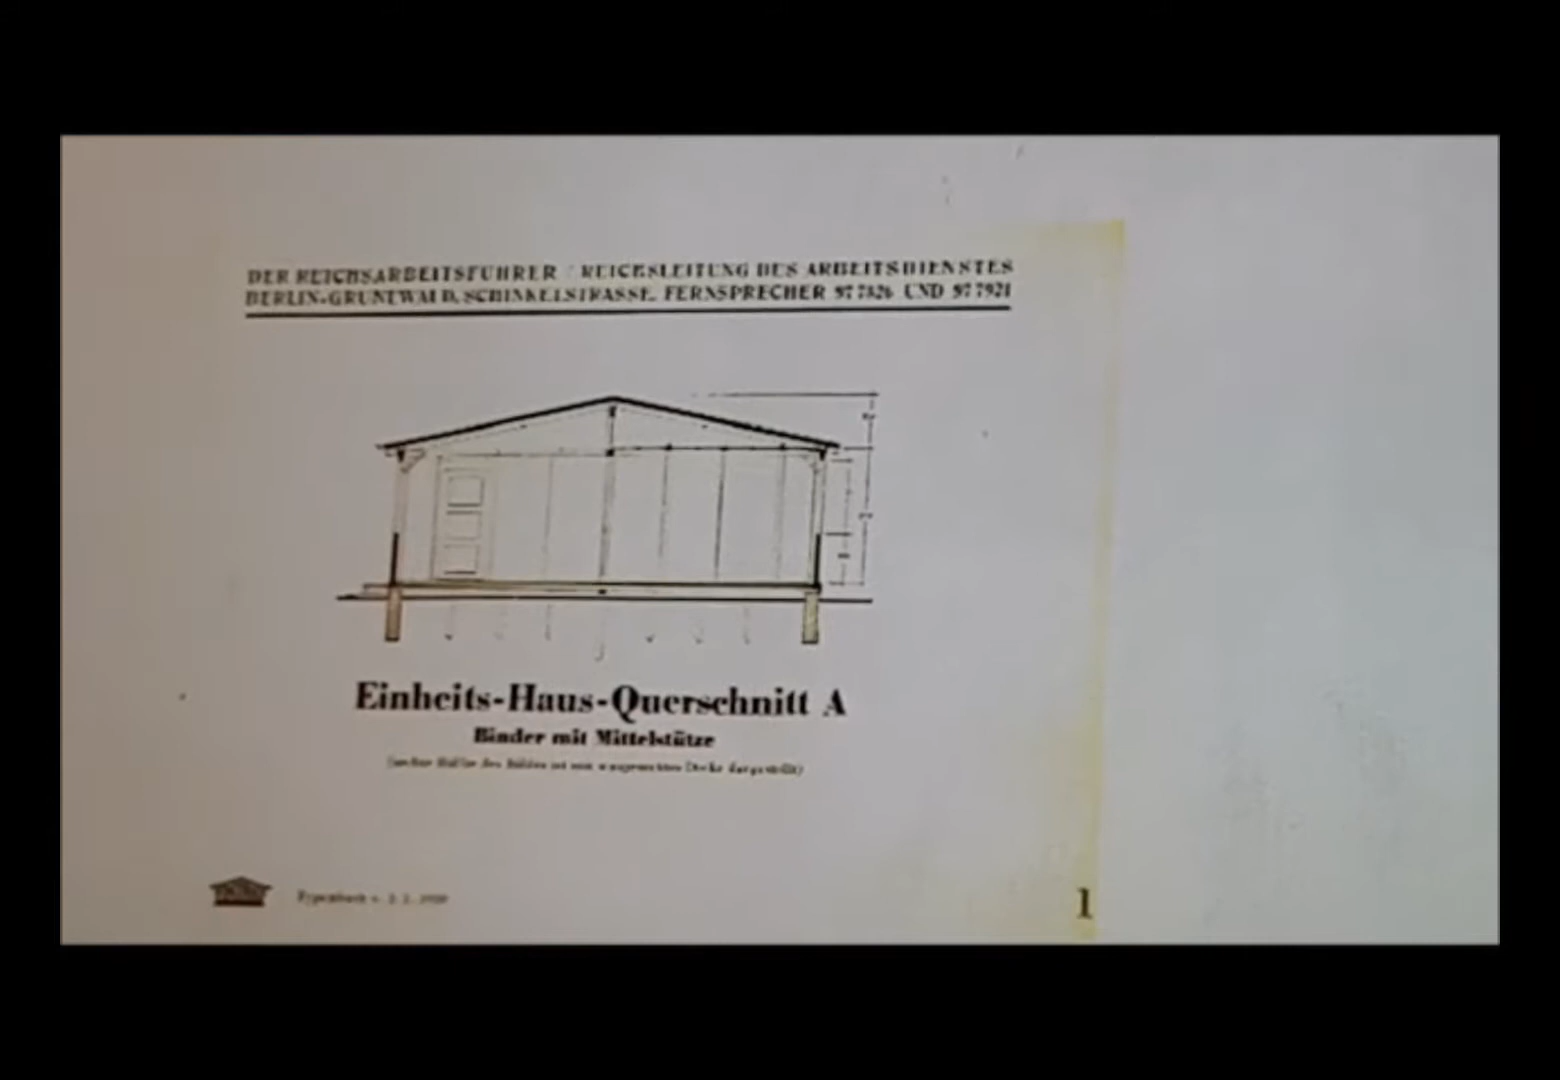 DER REICHSARBEITSFÜHRER / REICHSLEITUNG DES ARBEITSDIENSTES
BERLIN-GRUNEWALD, SCHINKELSTRASSE. FERNSPRECHER 97 7826 UND 97 7921
Einheits-Haus-Querschnitt A
Binder mit Mittelstütze
dargestellt)
1